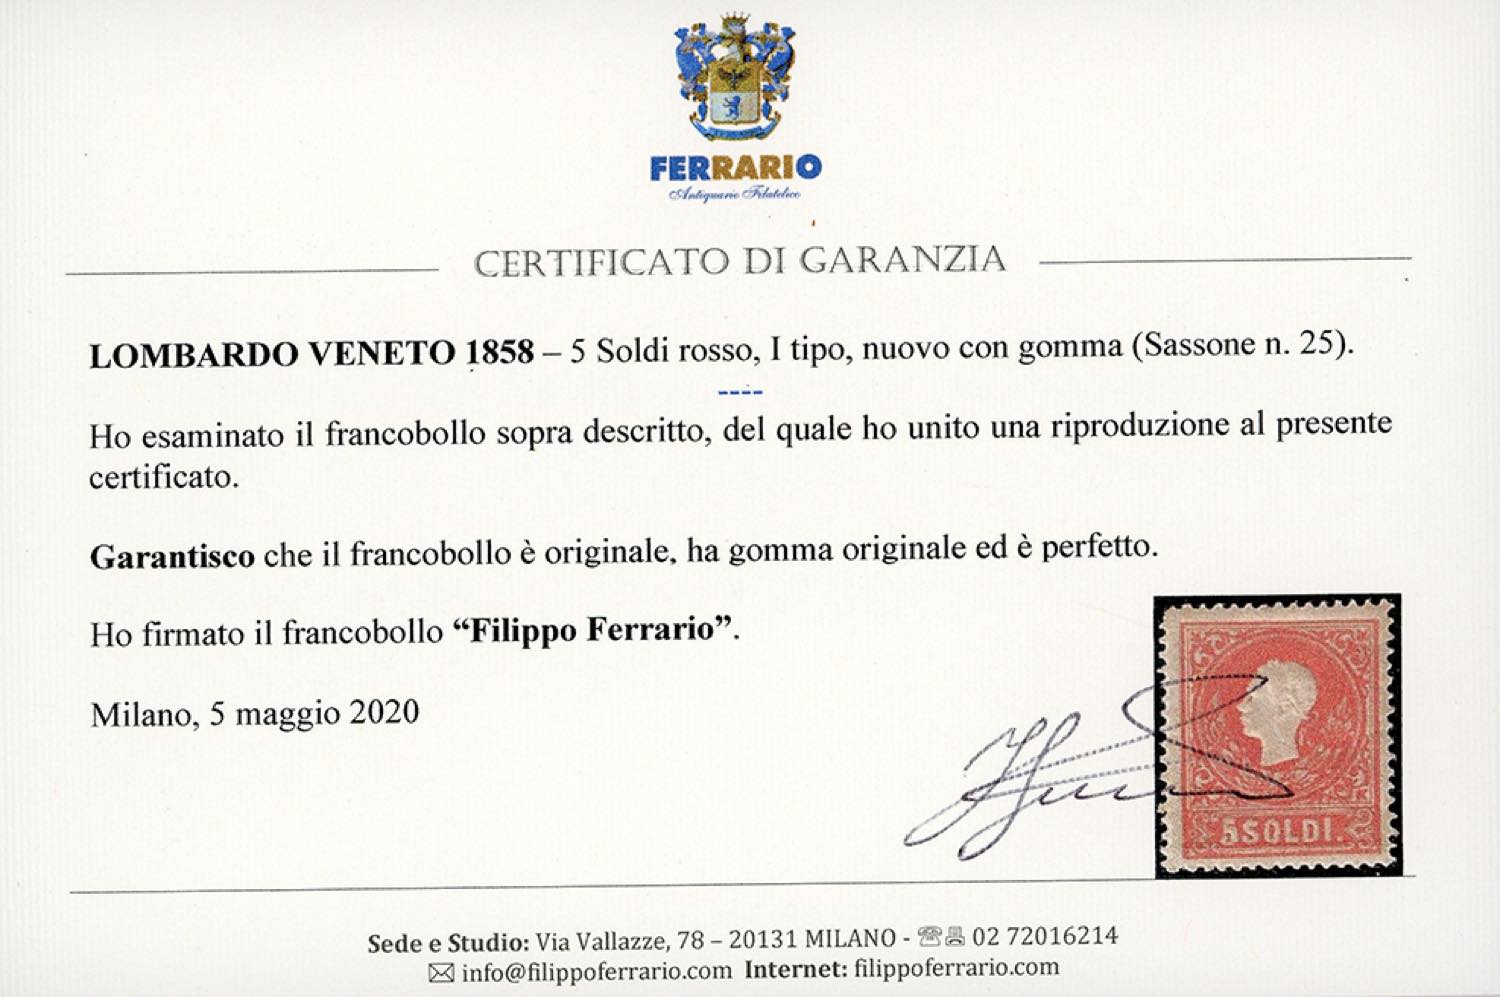 FERRARIO
Antiquario Filatelico
CERTIFICATO DI GARANZIA
LOMBARDO VENETO 1858 – 5 Soldi rosso, I tipo, nuovo con gomma (Sassone n. 25).
----
Ho esaminato il francobollo sopra descritto, del quale ho unito una riproduzione al presente
certificato.
Garantisco che il francobollo è originale, ha gomma originale ed è perfetto.
Ho firmato il francobollo “Filippo Ferrario”.
Milano, 5 maggio 2020
5 SOLDI.
Sede e Studio: Via Vallazze, 78 – 20131 MILANO - 02 72016214
info@filippoferrario.com Internet: filippoferrario.com